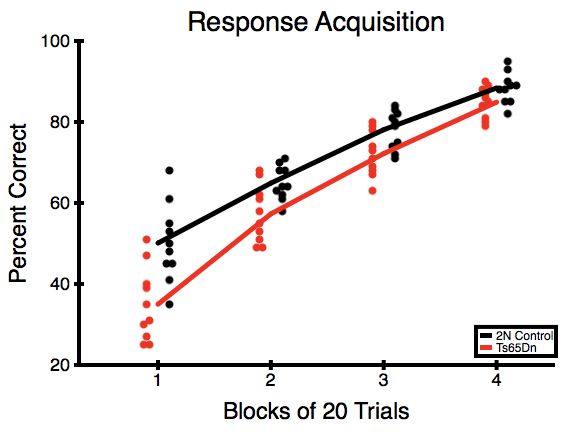 Response Acquisition
100
80
60
40
20
Percent Correct
1 2 3 4
Blocks of 20 Trials
2N Control
Ts65Dn